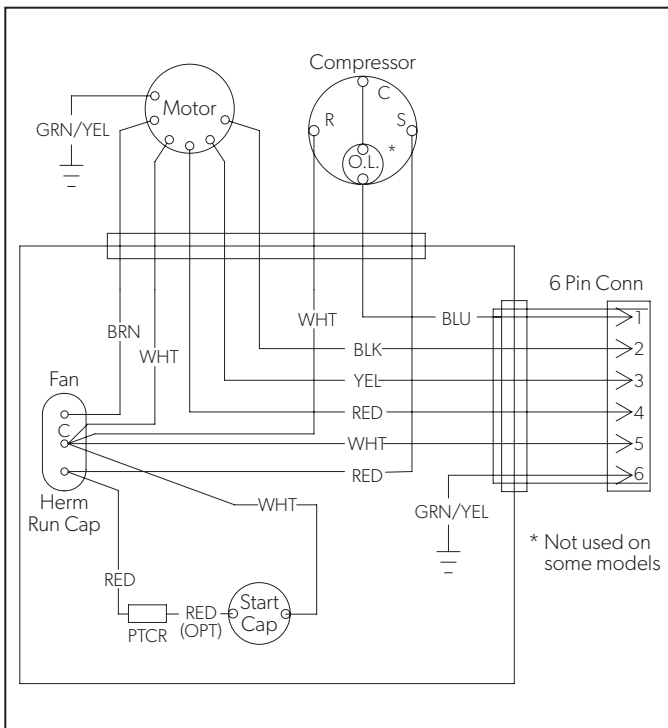 Compressor
Motor
C
R
S
*
O.L.
GRN/YEL
6 Pin Conn
WHT
BLU
1
BRN
WHT
BLK
2
Fan
YEL
3
C
RED
4
WHT
5
RED
6
Herm
Run Cap
WHT
GRN/YEL
* Not used on
some models
RED
Start
Cap
RED
(OPT)
PTCR